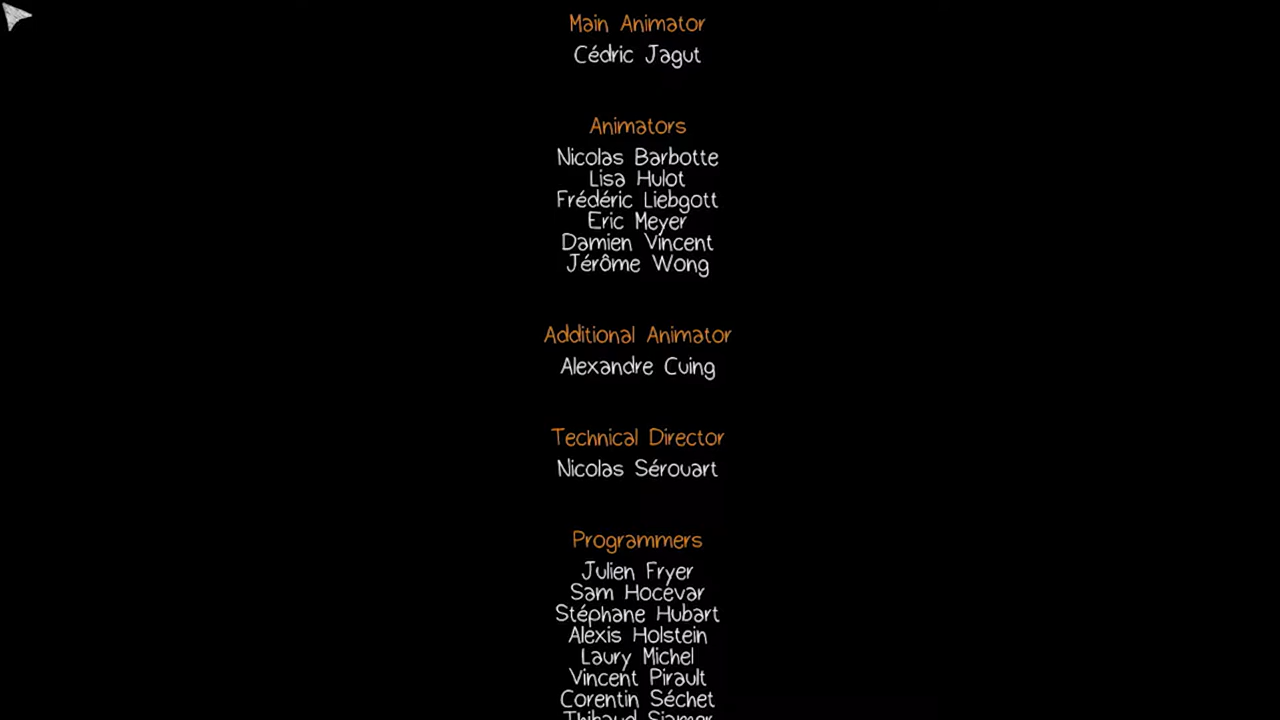 Main Animator
Cédric Jagut
Animators
Nicolas Barbotte
Lisa Hulot
Frédéric Liebgott
Eric Meyer
Damien Vincent
Jérôme Wong
Additional Animator
Alexandre Cuing
Technical Director
Nicolas Sérouart
Programmers
Julien Fryer
Sam Hocevar
Stéphane Hubart
Alexis Holstein
Laury Michel
Vincent Pirault
Corentin Séchet